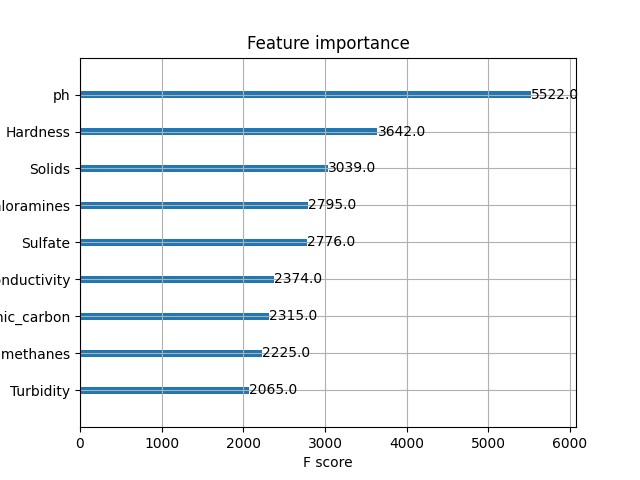 Feature importance
ph 5522.0
Hardness 3642.0
Solids 3039.0
loramines 2795.0
Sulfate 2776.0
onductivity 2374.0
nic_carbon 2315.0
methanes 2225.0
Turbidity 2065.0
0 1000 2000 3000 4000 5000 6000
F score